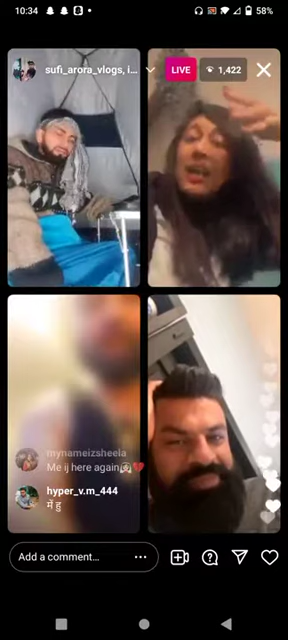 10:34
58%
sufi_arora_vlogs, i...
LIVE
1,422
mynameizsheela
Me ij here again
hyper_v.m_444
में हु
Add a comment...